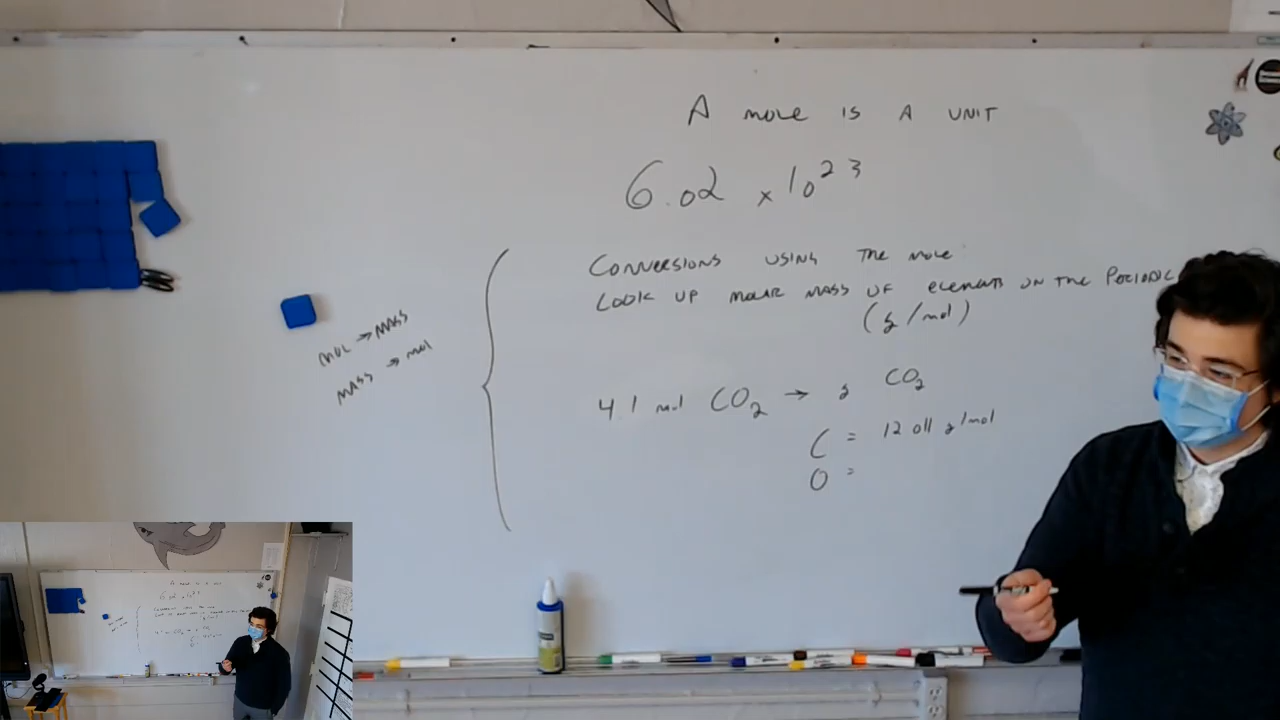 A mole is A UNIT
6.02 x 10²³
Conversions using the mole
Look up molar mass of elements on the Periodic
(g/mol)
mol → mass
mass → mol
4.1 mol CO₂ → g CO₂
C = 12.011 g/mol
O =